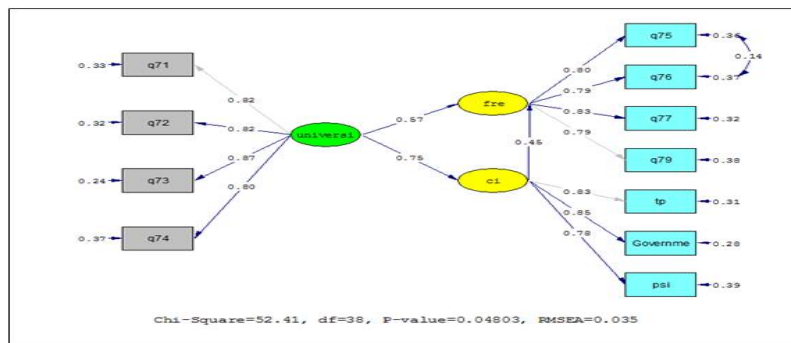 q75
0.36
q71
0.33
0.14
0.80
q76
0.37
0.82
fre
0.79
q72
0.32
0.82
0.57
0.83
q77
0.32
universi
0.79
0.45
q79
0.38
0.87
0.75
q73
0.24
ci
0.83
tp
0.31
0.80
0.85
q74
0.37
0.78
Governme
0.28
psi
0.39
Chi-Square=52.41, df=38, P-value=0.04803, RMSEA=0.035